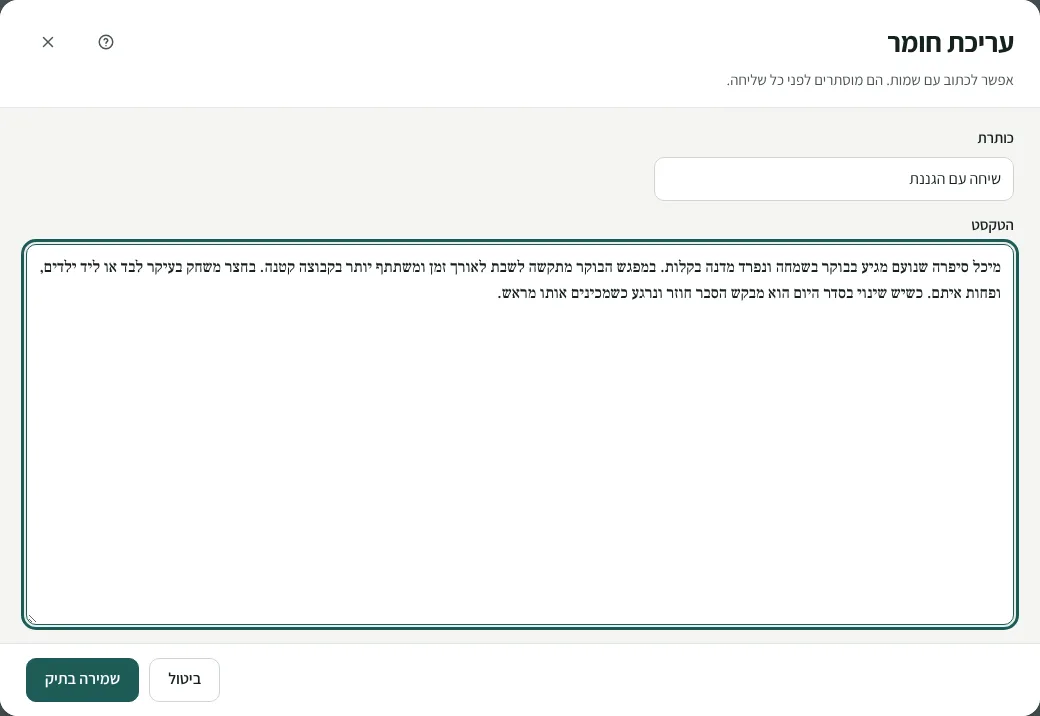 עריכת חומר
אפשר לכתוב עם שמות. הם מוסתרים לפני כל שליחה.
כותרת
שיחה עם הגננת
הטקסט
מיכל סיפרה שנועם מגיע בבוקר בשמחה ונפרד מדנה בקלות. במפגש הבוקר מתקשה לשבת לאורך זמן ומשתתף יותר בקבוצה קטנה. בחצר משחק בעיקר לבד או ליד ילדים,
ופחות איתם. כשיש שינוי בסדר היום הוא מבקש הסבר חוזר ונרגע כשמכינים אותו מראש.
ביטול
שמירה בתיק